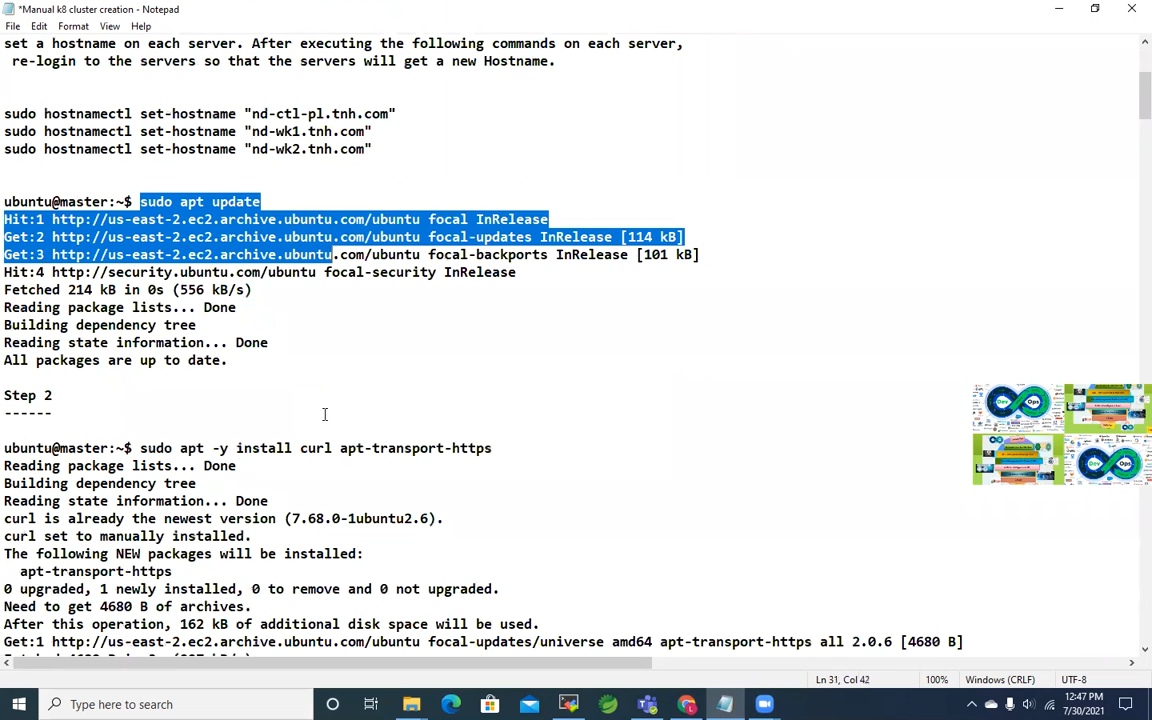 *Manual k8 cluster creation - Notepad
File Edit Format View Help
set a hostname on each server. After executing the following commands on each server,
re-login to the servers so that the servers will get a new Hostname.
sudo hostnamectl set-hostname "nd-ctl-pl.tnh.com"
sudo hostnamectl set-hostname "nd-wk1.tnh.com"
sudo hostnamectl set-hostname "nd-wk2.tnh.com"
ubuntu@master:~$ sudo apt update
Hit:1 http://us-east-2.ec2.archive.ubuntu.com/ubuntu focal InRelease
Get:2 http://us-east-2.ec2.archive.ubuntu.com/ubuntu focal-updates InRelease [114 kB]
Get:3 http://us-east-2.ec2.archive.ubuntu.com/ubuntu focal-backports InRelease [101 kB]
Hit:4 http://security.ubuntu.com/ubuntu focal-security InRelease
Fetched 214 kB in 0s (556 kB/s)
Reading package lists... Done
Building dependency tree
Reading state information... Done
All packages are up to date.
Step 2
------
ubuntu@master:~$ sudo apt -y install curl apt-transport-https
Reading package lists... Done
Building dependency tree
Reading state information... Done
curl is already the newest version (7.68.0-1ubuntu2.6).
curl set to manually installed.
The following NEW packages will be installed:
apt-transport-https
0 upgraded, 1 newly installed, 0 to remove and 0 not upgraded.
Need to get 4680 B of archives.
After this operation, 162 kB of additional disk space will be used.
Get:1 http://us-east-2.ec2.archive.ubuntu.com/ubuntu focal-updates/universe amd64 apt-transport-https all 2.0.6 [4680 B]
Dev Ops
Dev Ops
Ln 31, Col 42
100%
Windows (CRLF)
UTF-8
Type here to search
12:47 PM
7/30/2021